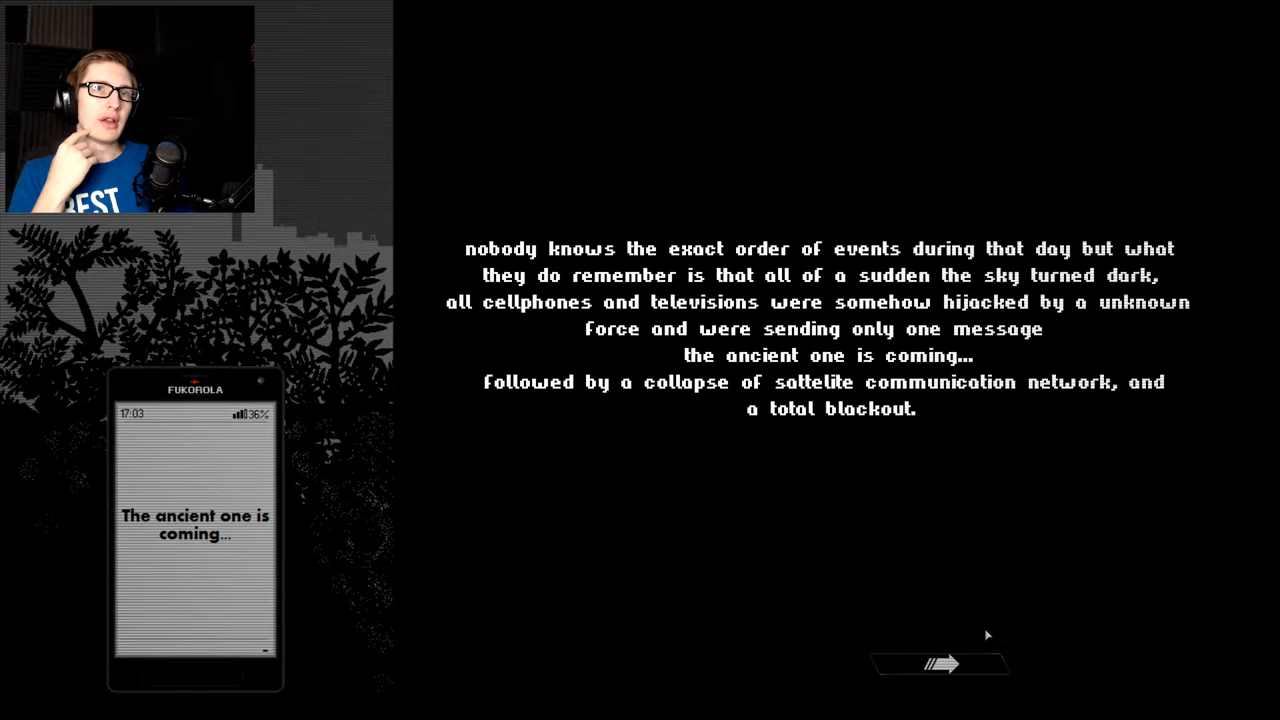 BEST
nobody knows the exact order of events during that day but what
they do remember is that all of a sudden the sky turned dark,
all cellphones and televisions were somehow hijacked by a unknown
force and were sending only one message
the ancient one is coming...
followed by a collapse of sattelite communication network, and
a total blackout.
FUKOROLA
17:03 36%
The ancient one is
coming...